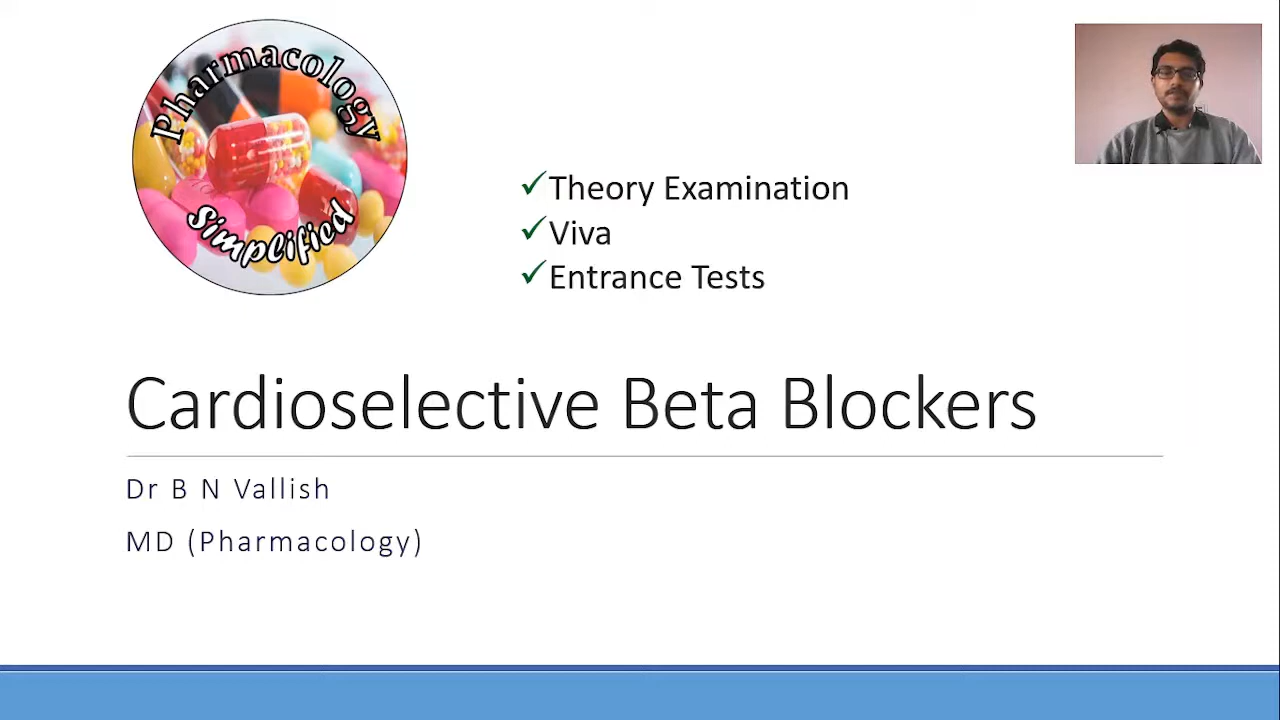 Pharmacology
Simplified
Theory Examination
Viva
Entrance Tests
Cardioselective Beta Blockers
Dr B N Vallish
MD (Pharmacology)